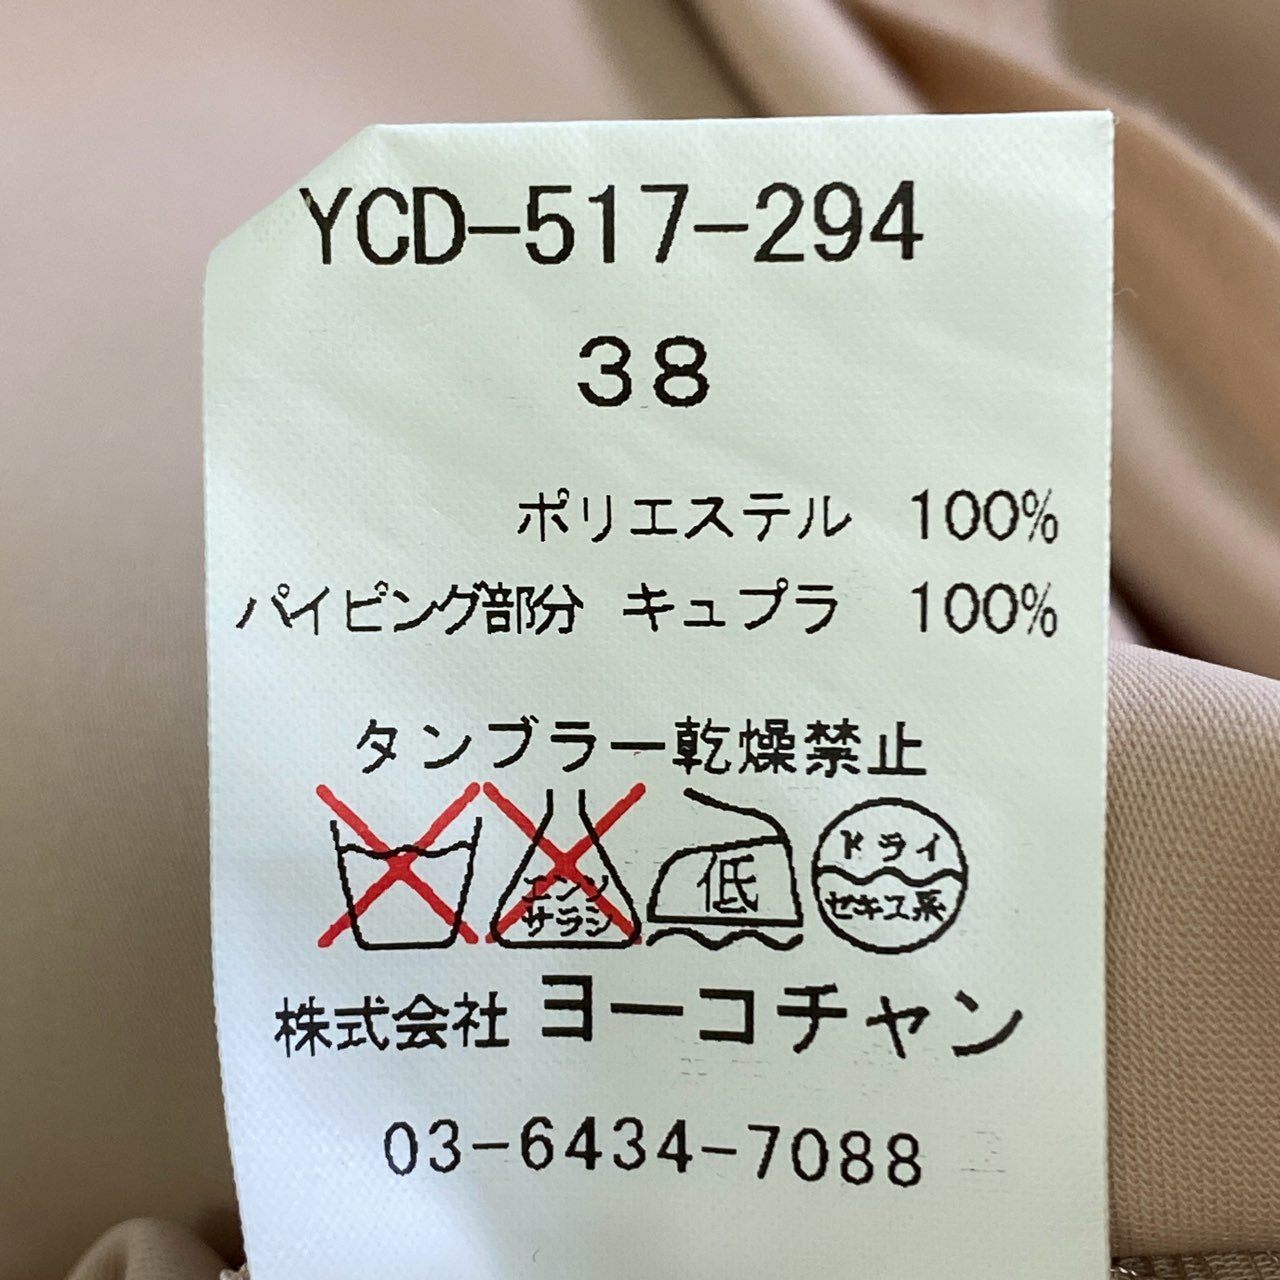 YCD-517-294
38
ポリエステル 100%
パイピング部分 キュプラ 100%
タンブラー乾燥禁止
エンソ
サラシ
低
ドライ
セキユ系
株式会社 ヨーコチャン
03-6434-7088